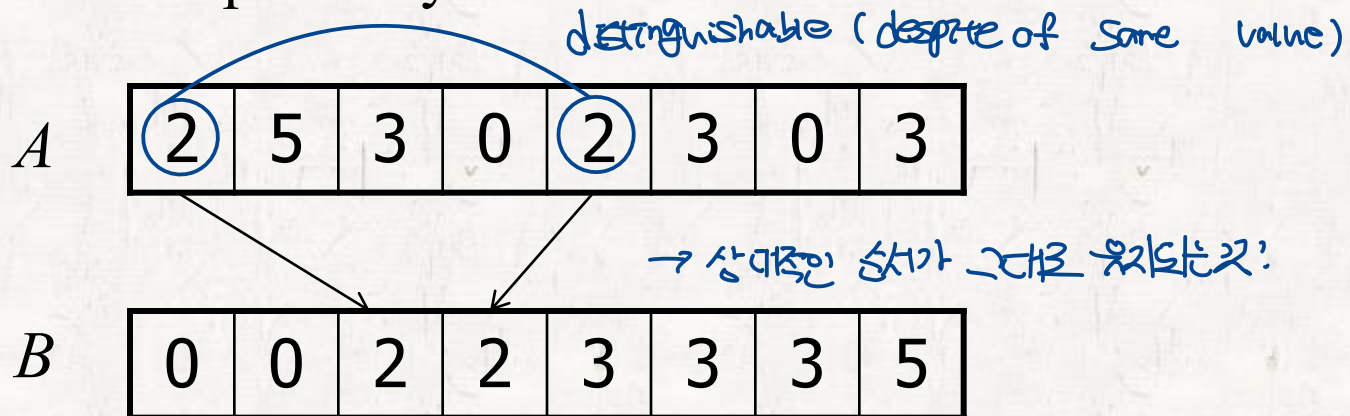 distinguishable (despite of same value)
A 2 5 3 0 2 3 0 3
→ 상대적인 순서가 그대로 유지되는것!
B 0 0 2 2 3 3 3 5